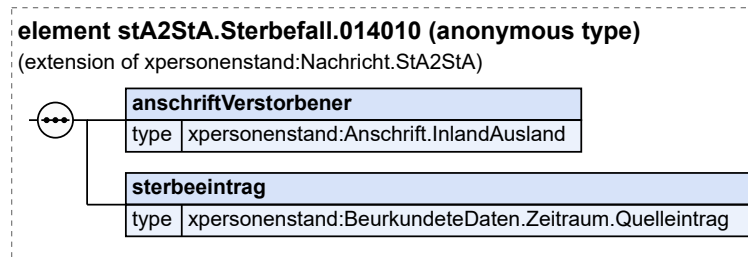 element stA2StA.Sterbefall.014010 (anonymous type)
(extension of xpersonenstand:Nachricht.StA2StA)
anschriftVerstorbener
type xpersonenstand:Anschrift.InlandAusland
sterbeeintrag
type xpersonenstand:BeurkundeteDaten.Zeitraum.Quelleintrag